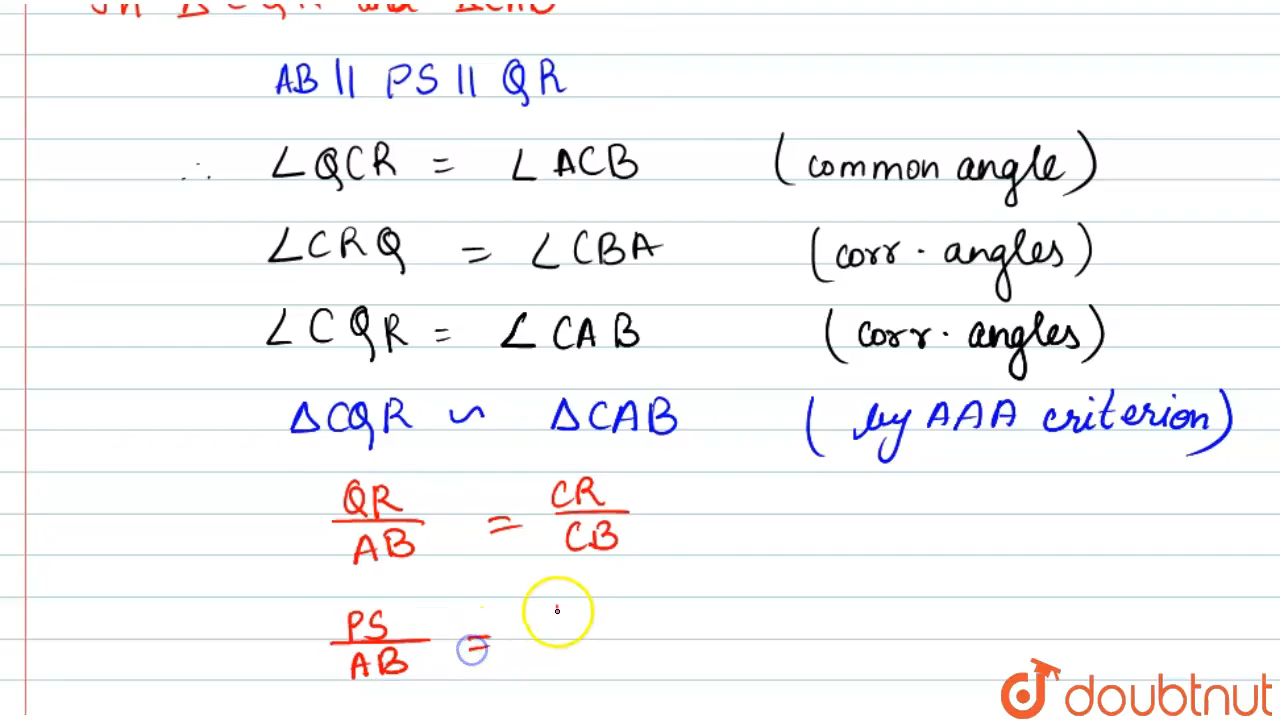 AB || PS || QR
∴ ∠QCR = ∠ACB (common angle)
∠CRQ = ∠CBA (corr. angles)
∠CQR = ∠CAB (corr. angles)
ΔCQR ∽ ΔCAB (by AAA criterion)
QR/AB = CR/CB
PS/AB =
doubtnut